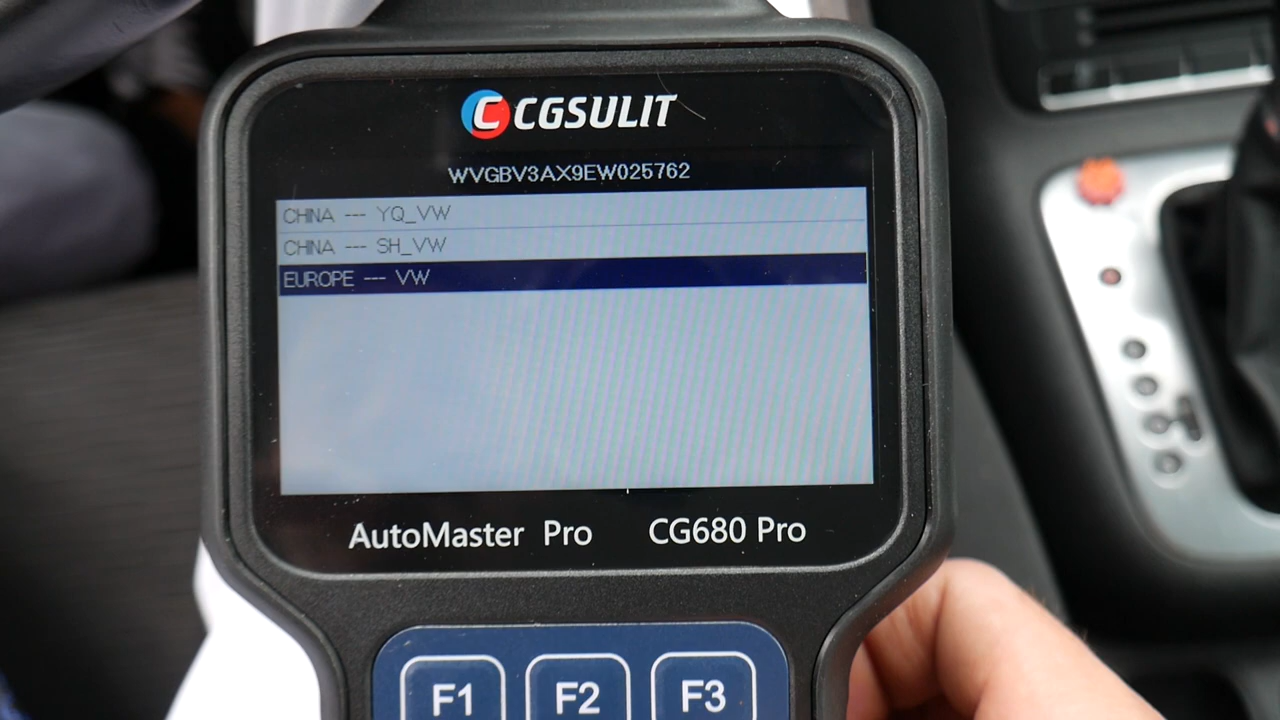 C CGSULIT
WVGBV3AX9EW025762
CHINA --- YQ_VW
CHINA --- SH_VW
EUROPE --- VW
AutoMaster Pro CG680 Pro
F1 F2 F3